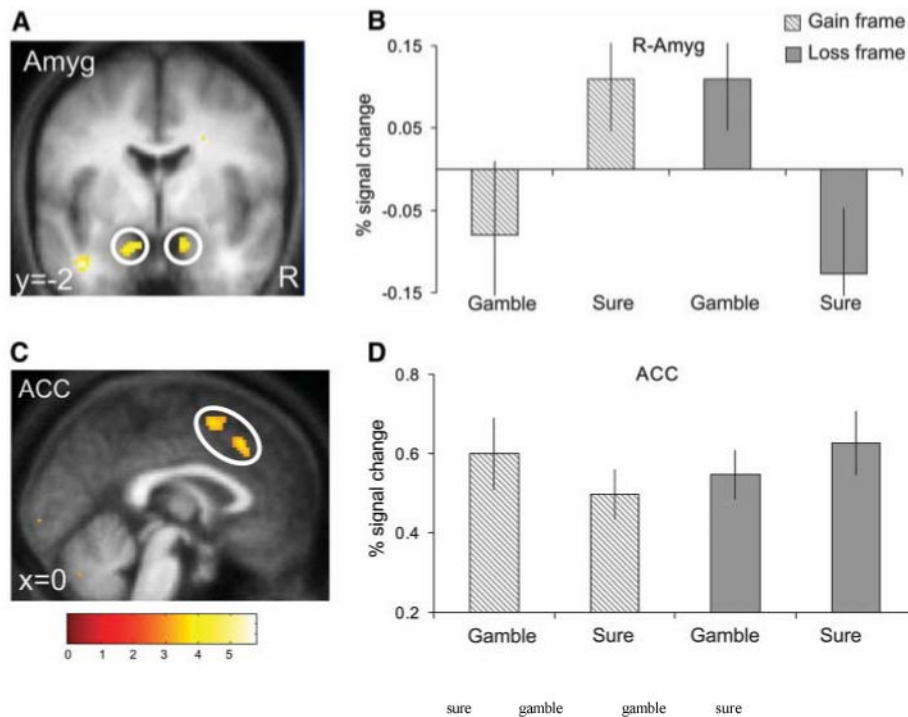 A
Amyg
y=-2
R
B
R-Amyg
Gain frame
Loss frame
% signal change
0.15
0.05
-0.05
-0.15
Gamble Sure Gamble Sure
C
ACC
x=0
0 1 2 3 4 5
D
ACC
% signal change
0.8
0.6
0.4
0.2
Gamble Sure Gamble Sure
sure gamble gamble sure